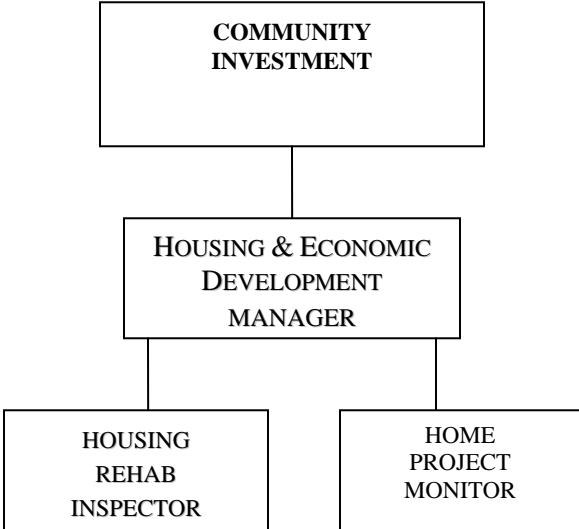 COMMUNITY
INVESTMENT
HOUSING & ECONOMIC
DEVELOPMENT
MANAGER
HOUSING
REHAB
INSPECTOR
HOME
PROJECT
MONITOR